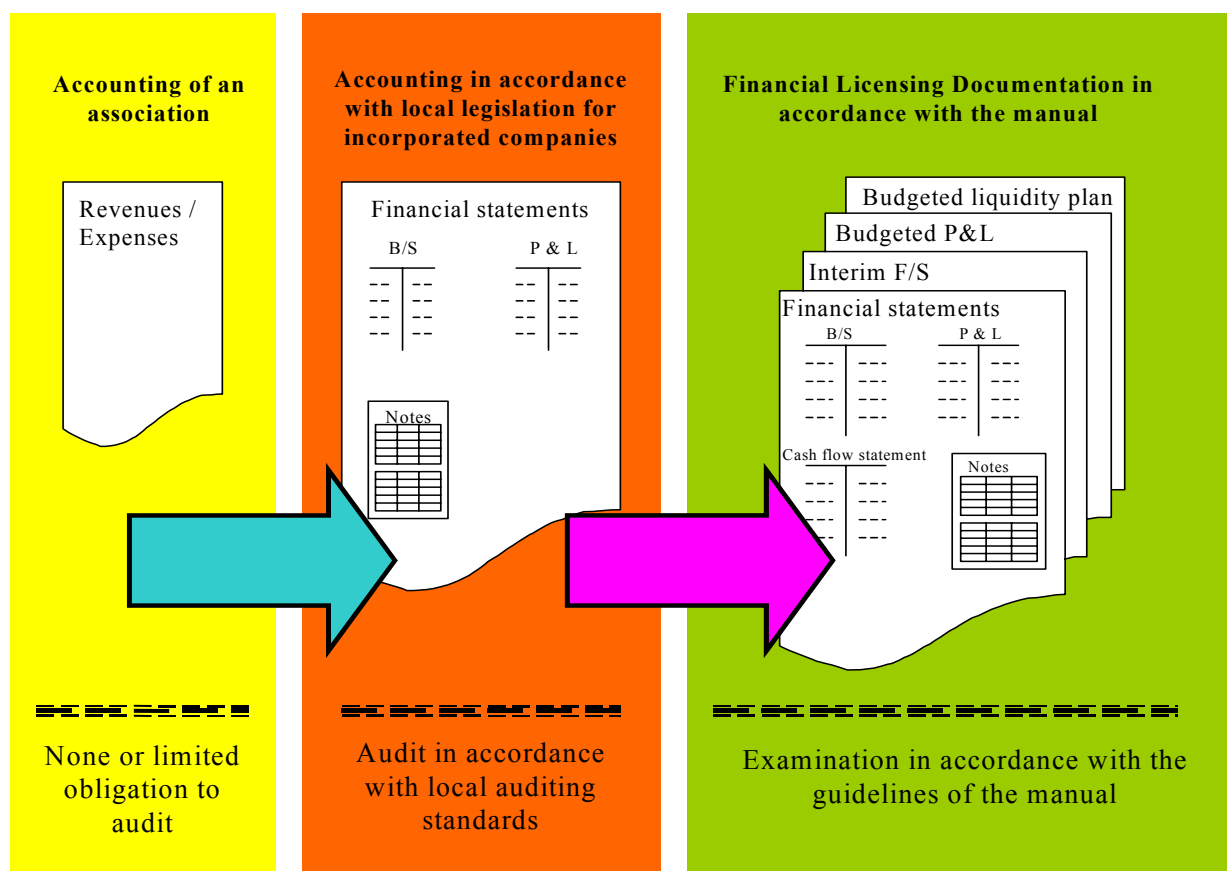 Accounting of an
association
Revenues /
Expenses
None or limited
obligation to
audit
Accounting in accordance
with local legislation for
incorporated companies
Financial statements
B/S
P & L
Notes
Audit in accordance
with local auditing
standards
Financial Licensing Documentation in
accordance with the manual
Budgeted liquidity plan
Budgeted P&L
Interim F/S
Financial statements
B/S
P & L
Cash flow statement
Notes
Examination in accordance with the
guidelines of the manual